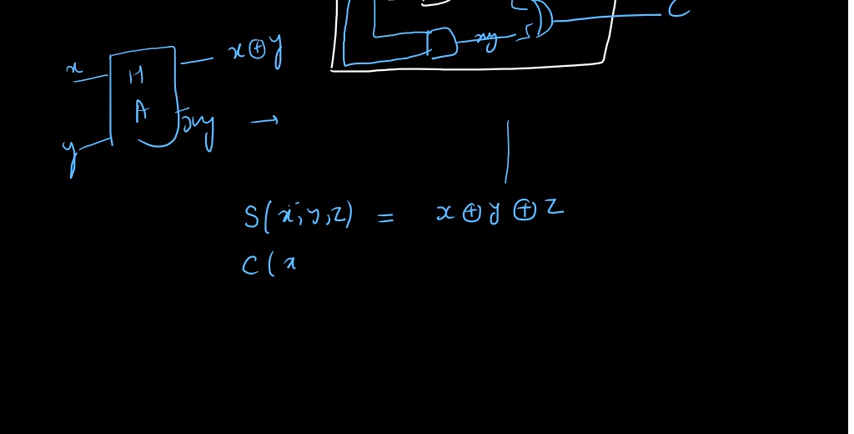 C
xy
x⊕y
x
H
A
xy →
y
S(x,y,z) = x⊕y⊕z
C(x